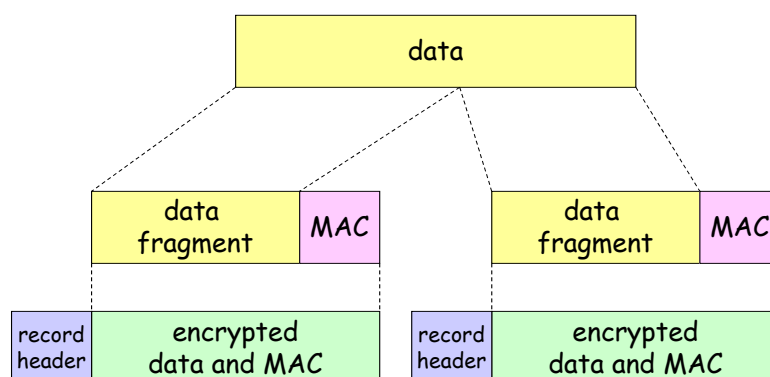 data
data
fragment
MAC
data
fragment
MAC
record
header
encrypted
data and MAC
record
header
encrypted
data and MAC